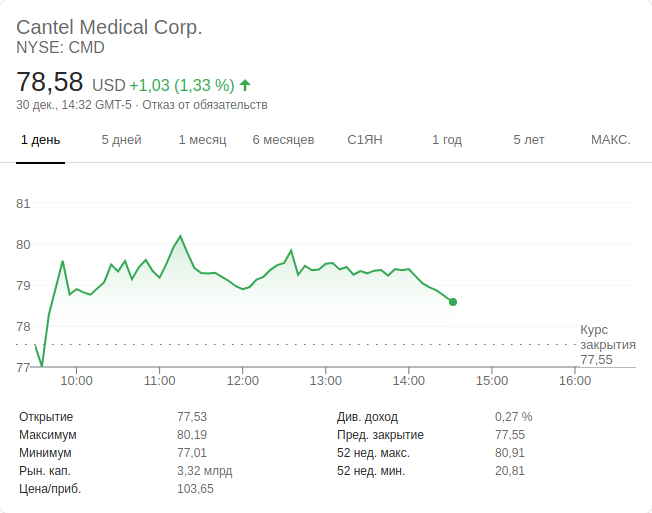 Cantel Medical Corp.
NYSE: CMD
78,58 USD +1,03 (1,33 %) ↑
30 дек., 14:32 GMT-5 · Отказ от обязательств
1 день 5 дней 1 месяц 6 месяцев С1ЯН 1 год 5 лет МАКС.
81
80
79
78
77
Курс
закрытия
77,55
10:00 11:00 12:00 13:00 14:00 15:00 16:00
Открытие 77,53 Див. доход 0,27 %
Максимум 80,19 Пред. закрытие 77,55
Минимум 77,01 52 нед. макс. 80,91
Рын. кап. 3,32 млрд 52 нед. мин. 20,81
Цена/приб. 103,65